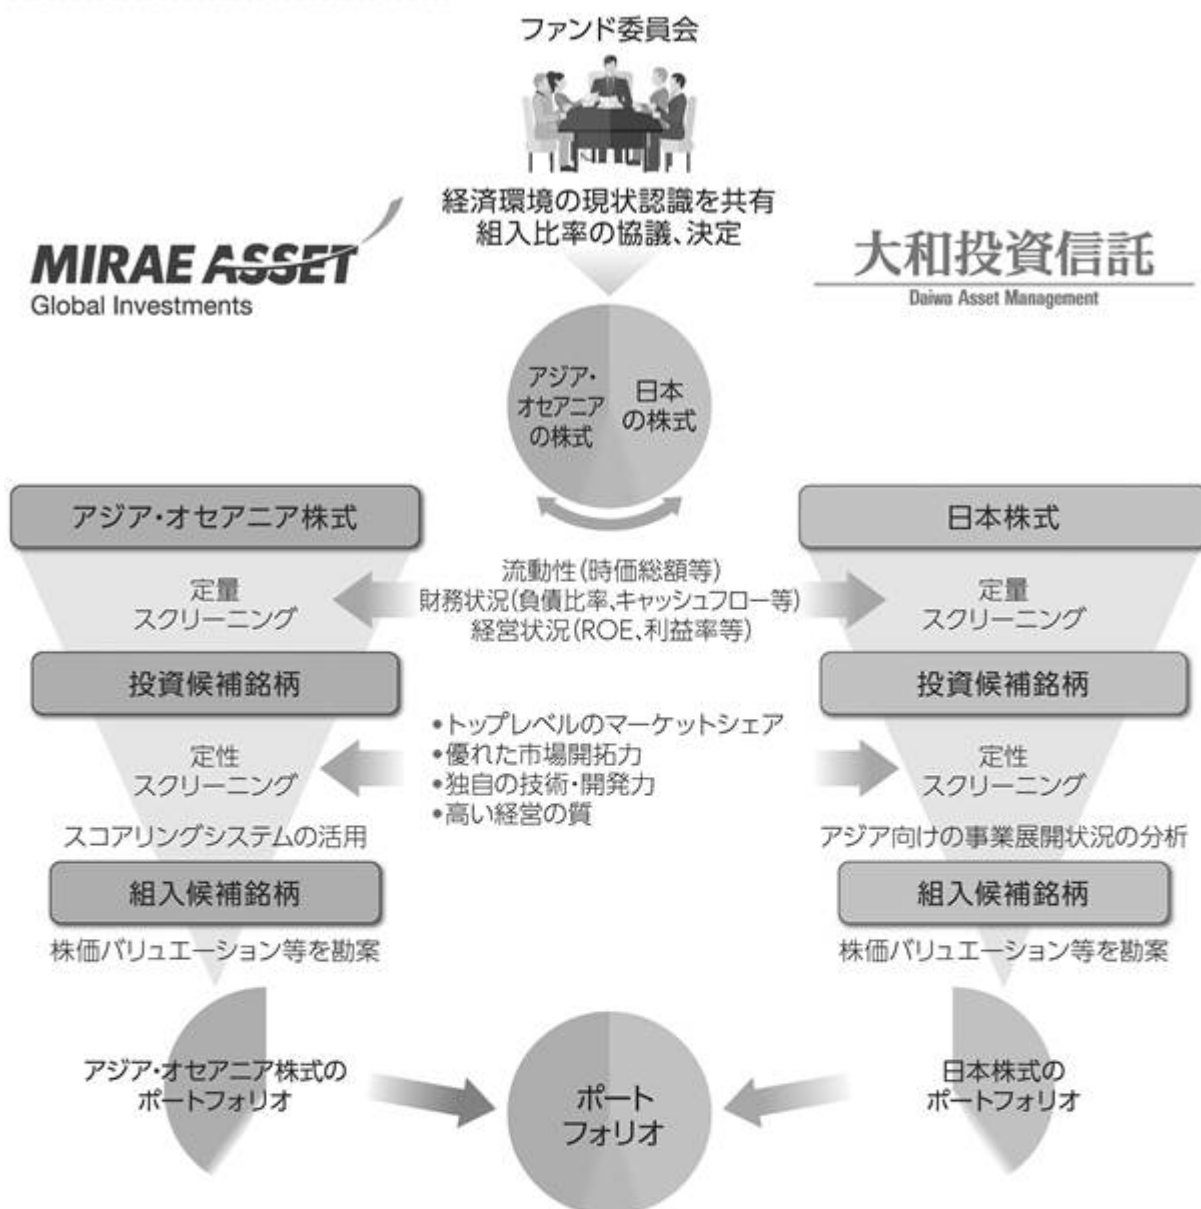 ファンド委員会
経済環境の現状認識を共有
組入比率の協議、決定
MIRAE ASSET
Global Investments
大和投資信託
Daiwa Asset Management
アジア・
オセアニア
の株式
日本
の株式
アジア・オセアニア株式
日本株式
定量
スクリーニング
流動性(時価総額等)
財務状況(負債比率、キャッシュフロー等)
経営状況(ROE、利益率等)
定量
スクリーニング
投資候補銘柄
投資候補銘柄
定性
スクリーニング
•トップレベルのマーケットシェア
•優れた市場開拓力
•独自の技術・開発力
•高い経営の質
定性
スクリーニング
スコアリングシステムの活用
アジア向けの事業展開状況の分析
組入候補銘柄
組入候補銘柄
株価バリュエーション等を勘案
株価バリュエーション等を勘案
アジア・オセアニア株式の
ポートフォリオ
ポート
フォリオ
日本株式の
ポートフォリオ